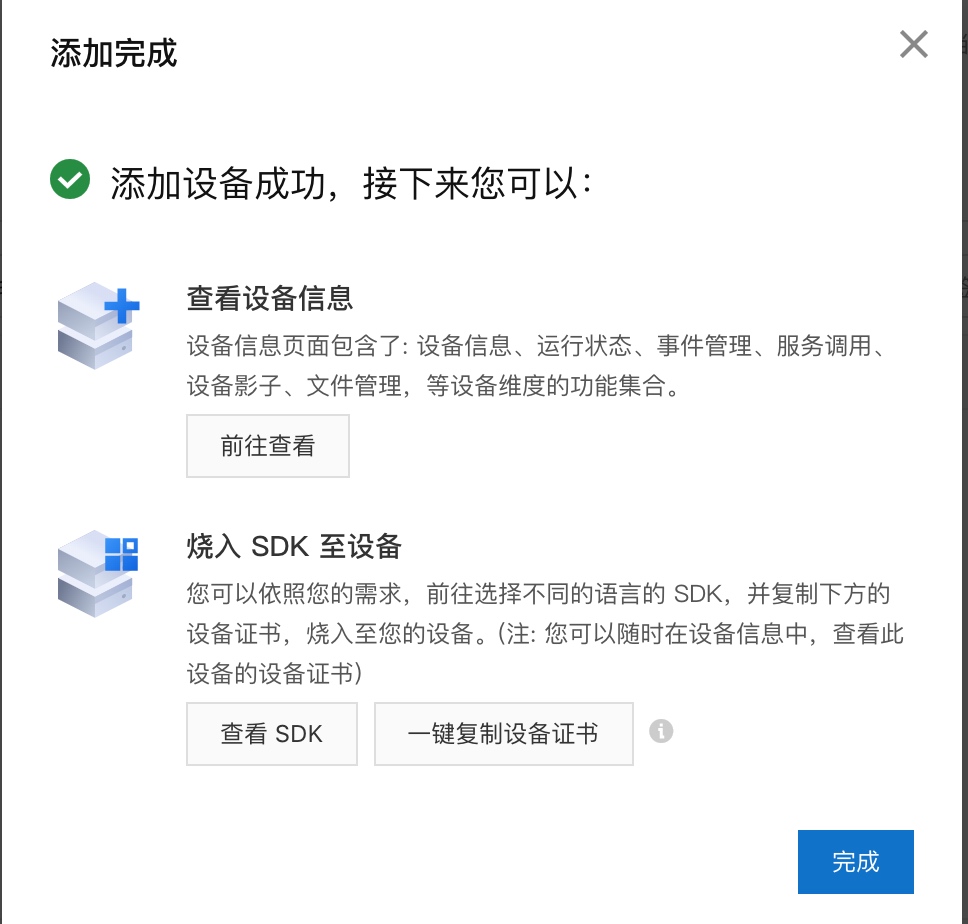 添加完成
添加设备成功，接下来您可以：
查看设备信息
设备信息页面包含了: 设备信息、运行状态、事件管理、服务调用、
设备影子、文件管理，等设备维度的功能集合。
前往查看
烧入 SDK 至设备
您可以依照您的需求，前往选择不同的语言的 SDK，并复制下方的
设备证书，烧入至您的设备。（注: 您可以随时在设备信息中，查看此
设备的设备证书）
查看 SDK
一键复制设备证书
完成